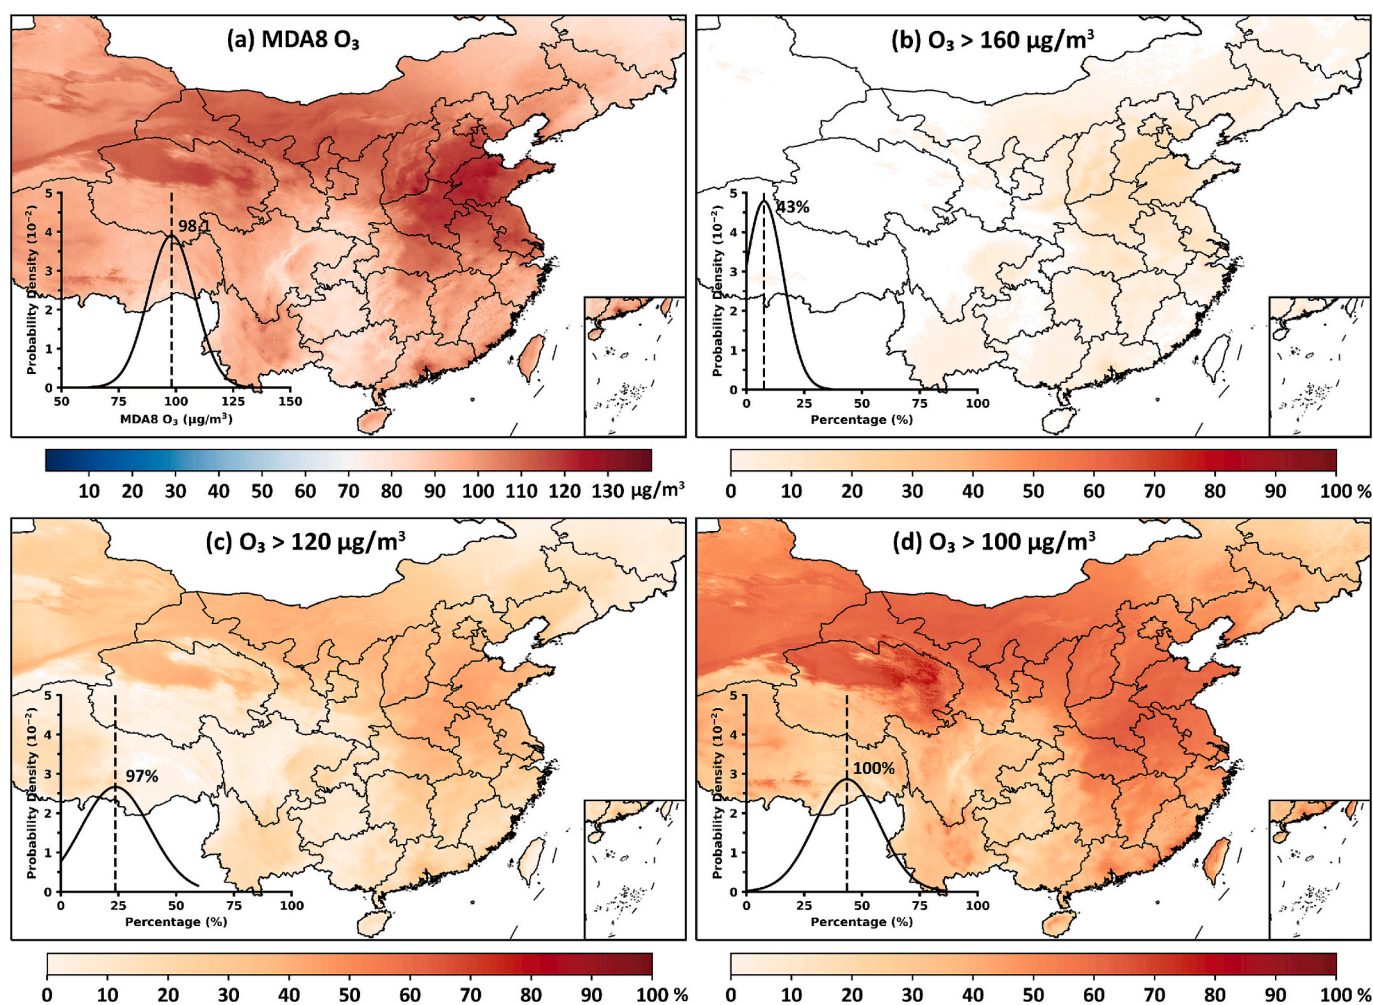 (a) MDA8 O₃
98.1
Probability Density (10⁻²)
5
4
3
2
1
0
50 75 100 125 150
MDA8 O₃ (μg/m³)
10 20 30 40 50 60 70 80 90 100 110 120 130 μg/m³
(b) O₃ > 160 μg/m³
43%
Probability Density (10⁻²)
5
4
3
2
1
0
0 25 50 75 100
Percentage (%)
0 10 20 30 40 50 60 70 80 90 100 %
(c) O₃ > 120 μg/m³
97%
Probability Density (10⁻²)
5
4
3
2
1
0
0 25 50 75 100
Percentage (%)
0 10 20 30 40 50 60 70 80 90 100 %
(d) O₃ > 100 μg/m³
100%
Probability Density (10⁻²)
5
4
3
2
1
0
0 25 50 75 100
Percentage (%)
0 10 20 30 40 50 60 70 80 90 100 %